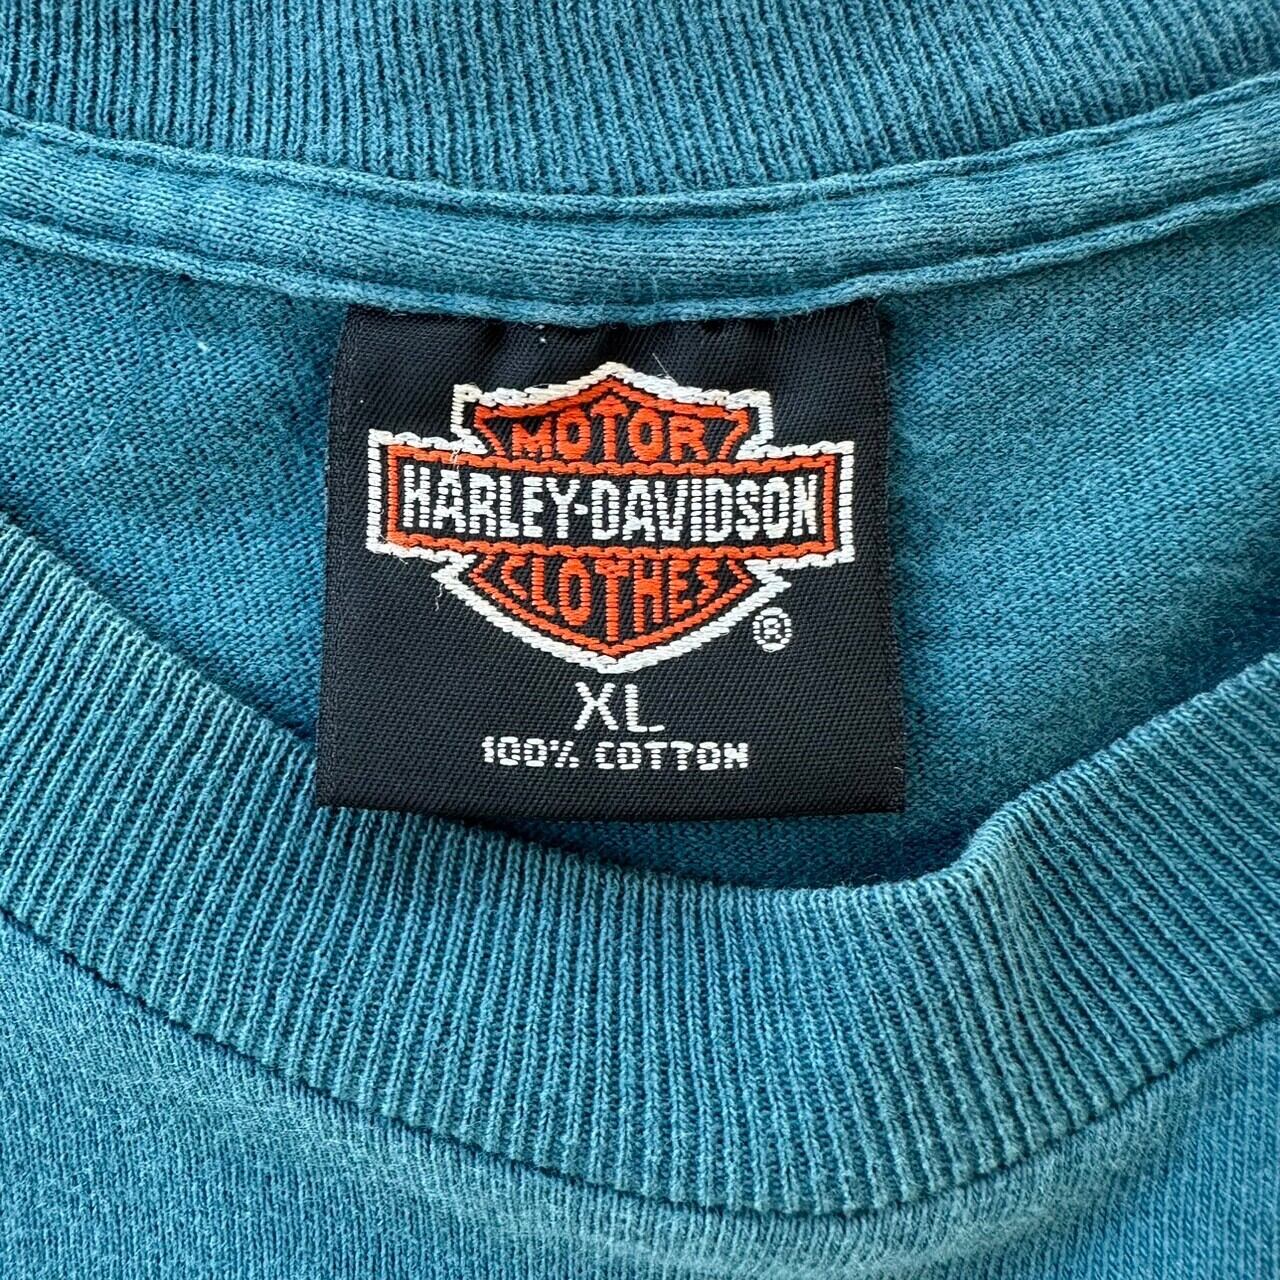 MOTOR
HARLEY-DAVIDSON
CLOTHES
®
XL
100% COTTON